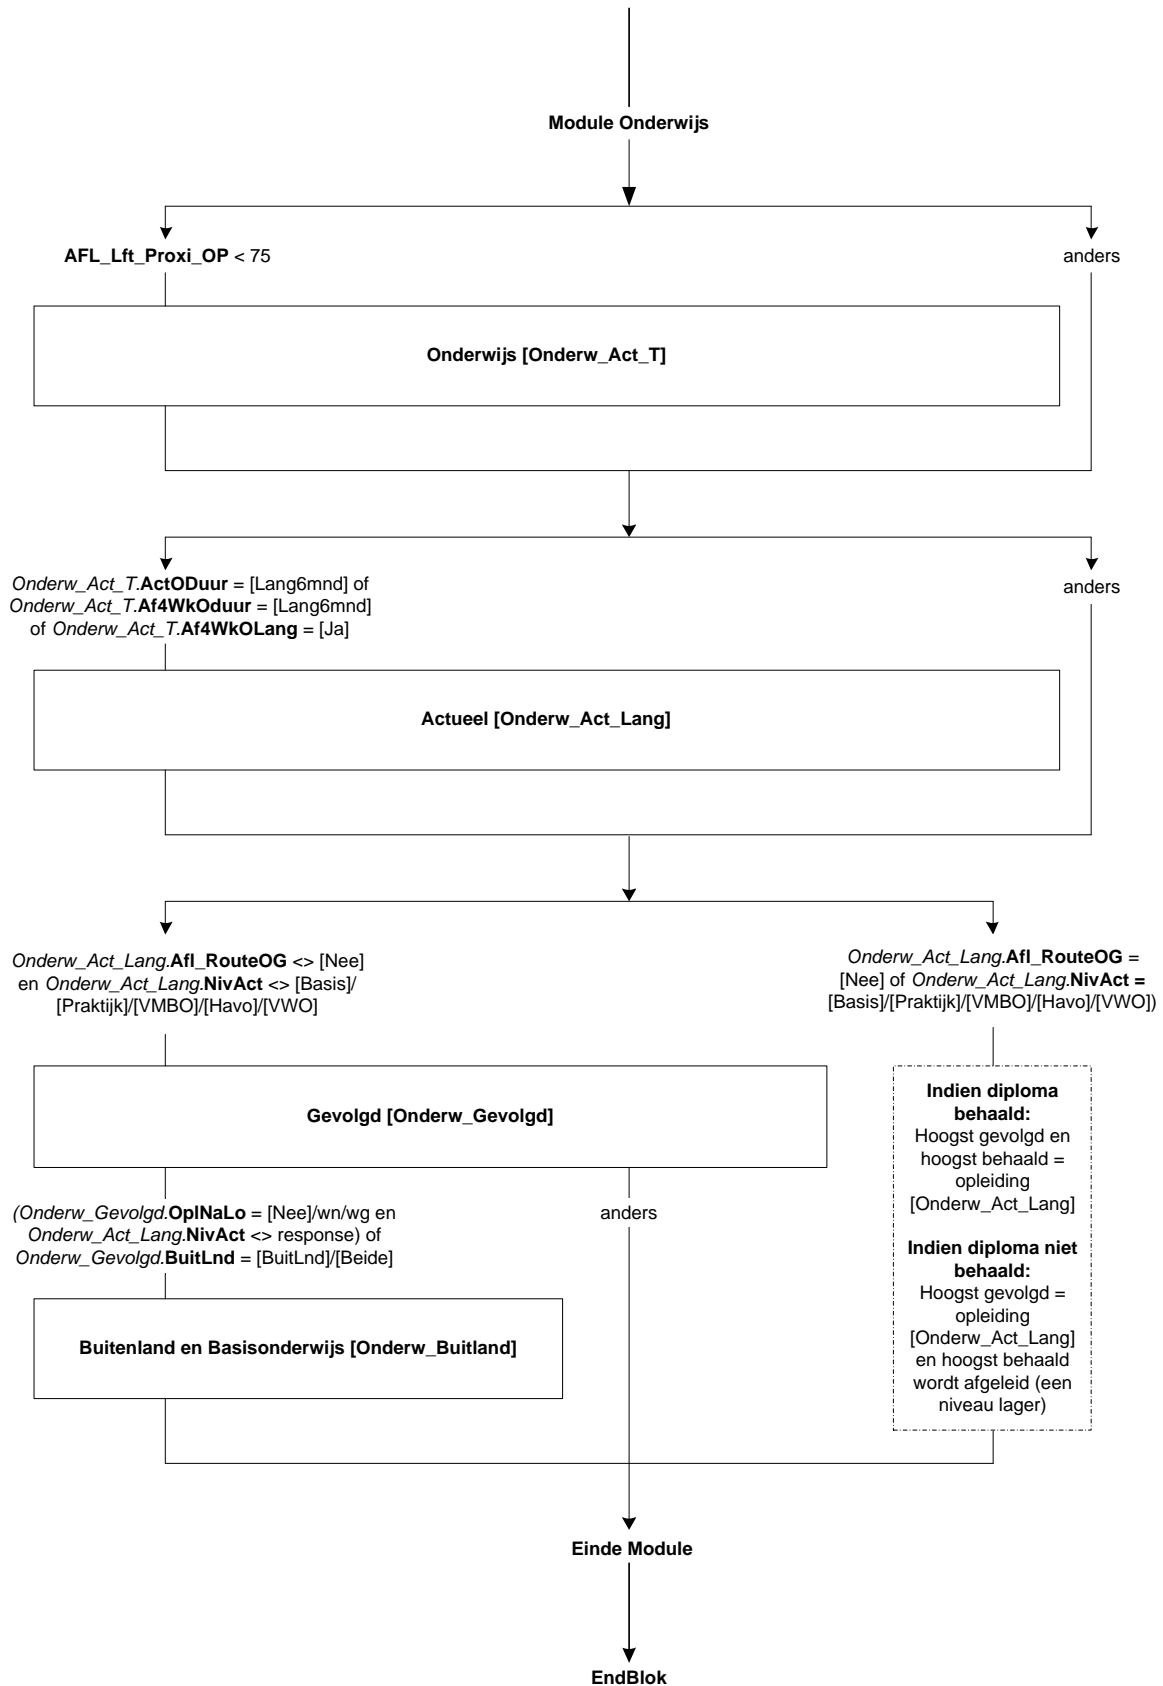 Module Onderwijs
AFL_Lft_Proxi_OP < 75
anders
Onderwijs [Onderw_Act_T]
Onderw_Act_T.ActODuur = [Lang6mnd] of
Onderw_Act_T.Af4WkOduur = [Lang6mnd]
of Onderw_Act_T.Af4WkOLang = [Ja]
anders
Actueel [Onderw_Act_Lang]
Onderw_Act_Lang.Afl_RouteOG <> [Nee]
en Onderw_Act_Lang.NivAct <> [Basis]/
[Praktijk]/[VMBO]/[Havo]/[VWO]
Onderw_Act_Lang.Afl_RouteOG =
[Nee] of Onderw_Act_Lang.NivAct =
[Basis]/[Praktijk]/[VMBO]/[Havo]/[VWO])
Gevolgd [Onderw_Gevolgd]
(Onderw_Gevolgd.OplNaLo = [Nee]/wn/wg en
Onderw_Act_Lang.NivAct <> response) of
Onderw_Gevolgd.BuitLnd = [BuitLnd]/[Beide]
anders
Buitenland en Basisonderwijs [Onderw_Buitland]
Indien diploma
behaald:
Hoogst gevolgd en
hoogst behaald =
opleiding
[Onderw_Act_Lang]
Indien diploma niet
behaald:
Hoogst gevolgd =
opleiding
[Onderw_Act_Lang]
en hoogst behaald
wordt afgeleid (een
niveau lager)
Einde Module
EndBlok